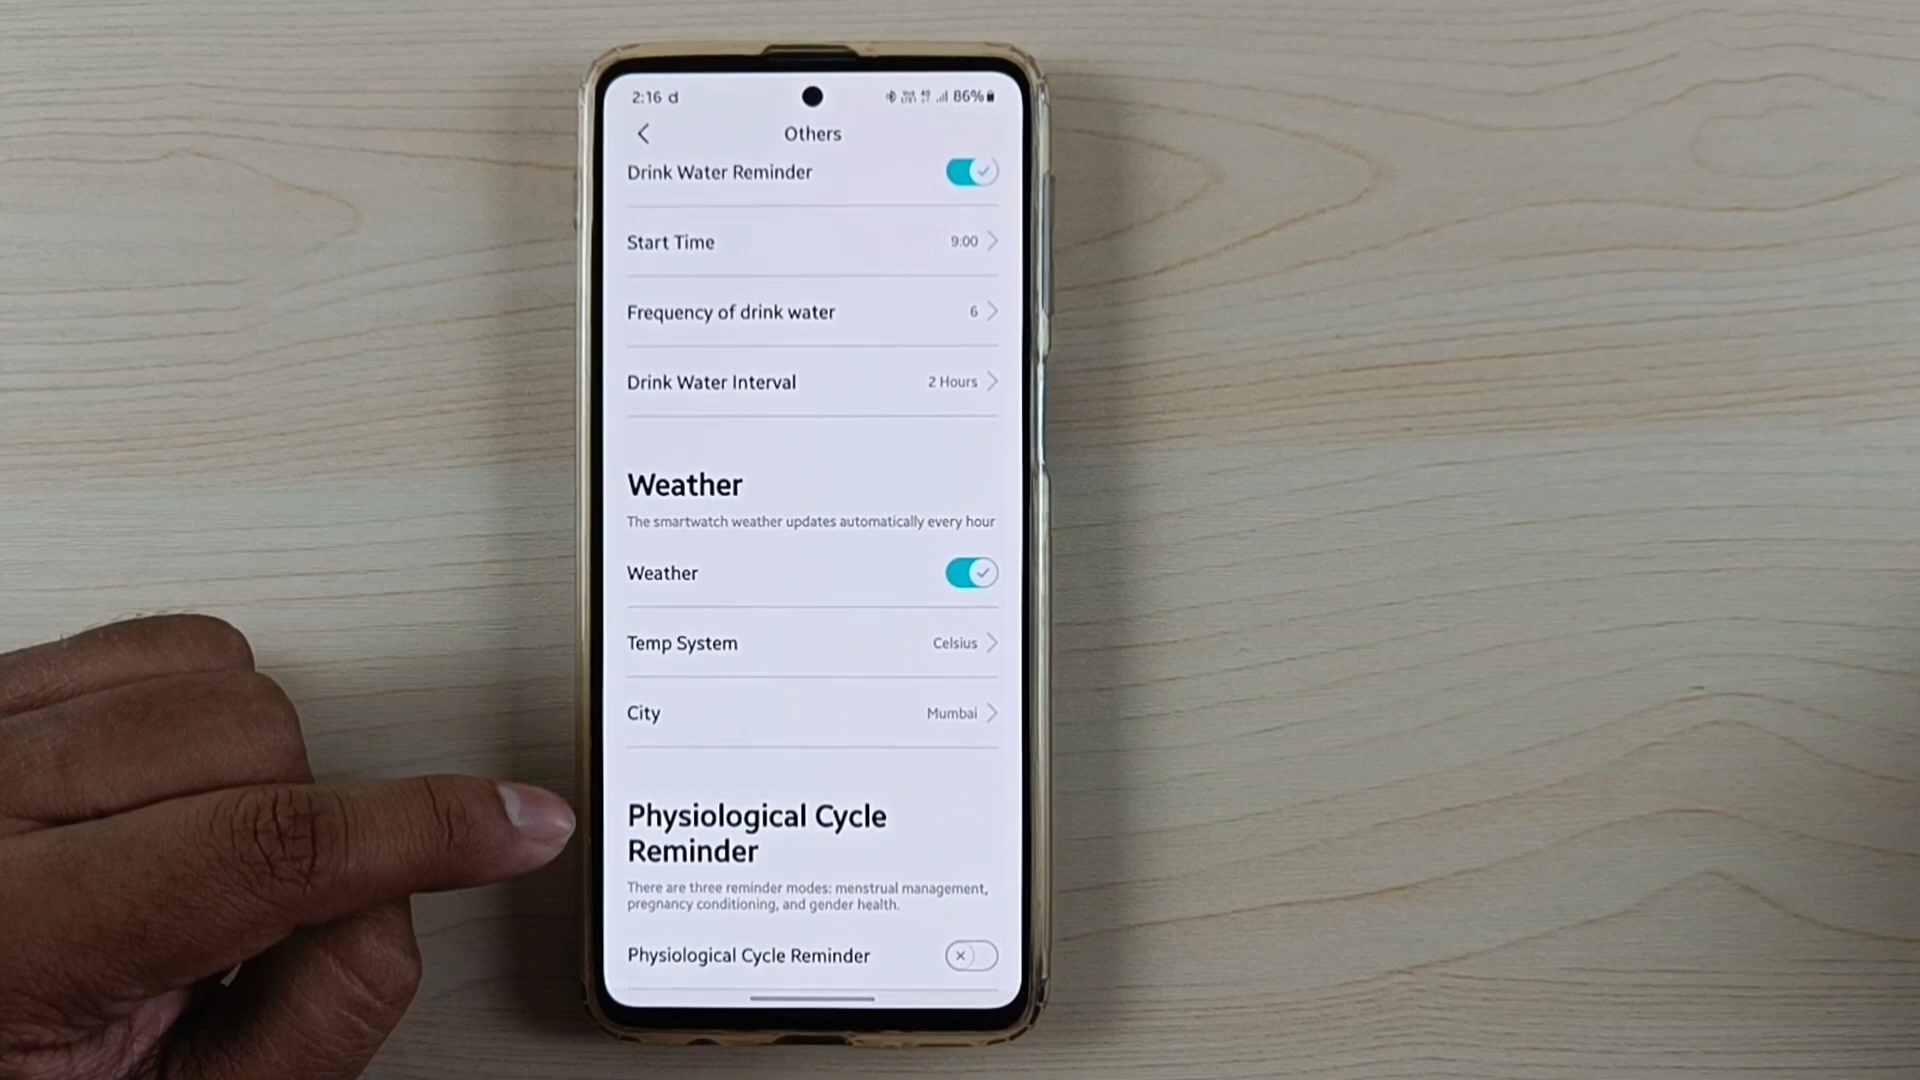 2:16 d 86%
Others
Drink Water Reminder
Start Time 9:00
Frequency of drink water 6
Drink Water Interval 2 Hours
Weather
The smartwatch weather updates automatically every hour
Weather
Temp System Celsius
City Mumbai
Physiological Cycle
Reminder
There are three reminder modes: menstrual management,
pregnancy conditioning, and gender health.
Physiological Cycle Reminder